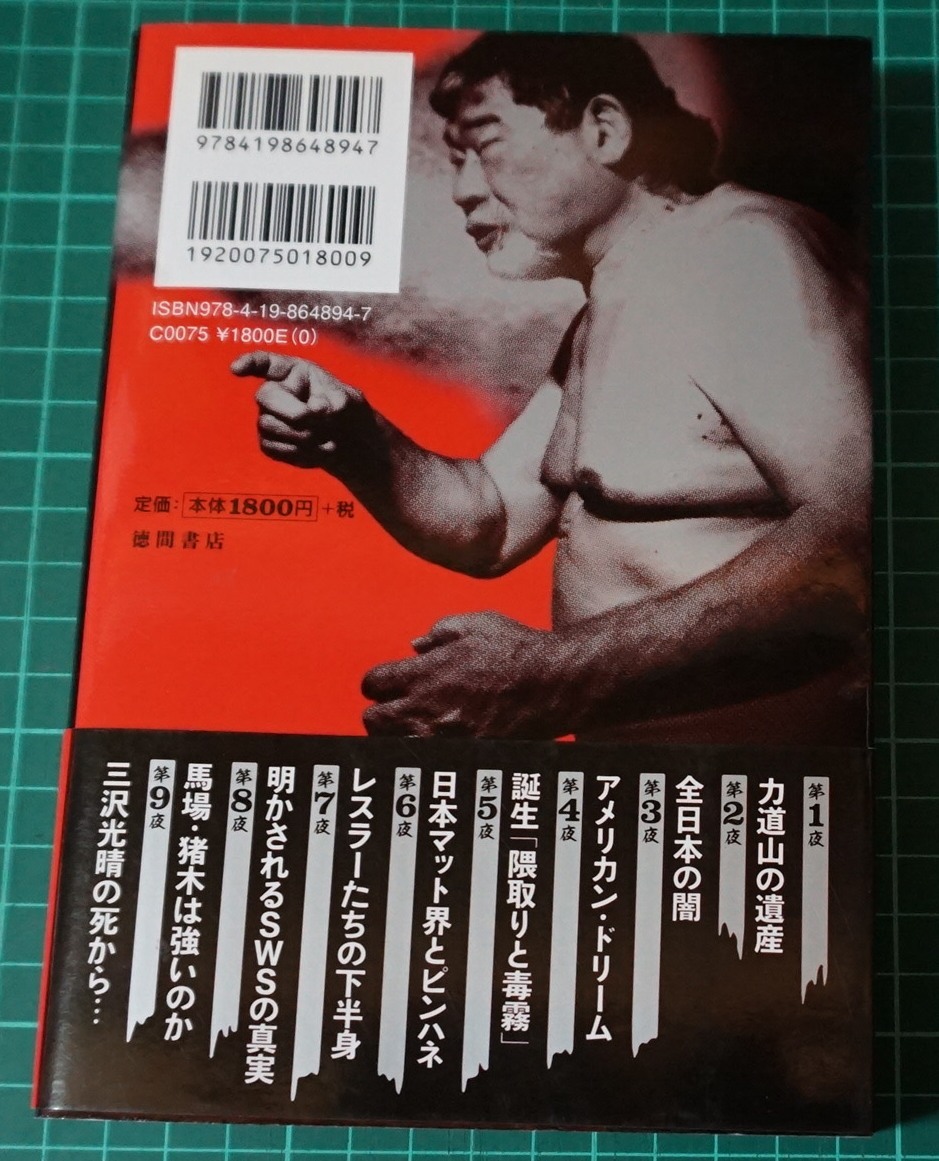 9784198648947
1920075018009
ISBN978-4-19-864894-7
C0075 ¥1800E(0)
定価:本体1800円+税
徳間書店
第1夜
力道山の遺産
第2夜
全日本の闇
第3夜
アメリカン・ドリーム
第4夜
誕生「隈取りと毒霧」
第5夜
日本マット界とピンハネ
第6夜
レスラーたちの下半身
第7夜
明かされるSWSの真実
第8夜
馬場・猪木は強いのか
第9夜
三沢光晴の死から…